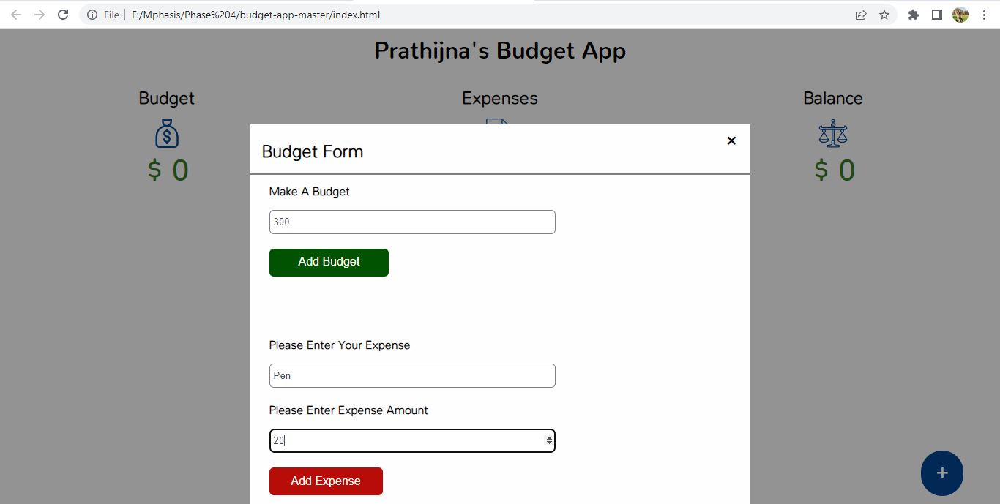 File F:/Mphasis/Phase%204/budget-app-master/index.html
Prathijna's Budget App
Budget Expenses Balance
$ 0 $ 0
Budget Form ×
Make A Budget
300
Add Budget
Please Enter Your Expense
Pen
Please Enter Expense Amount
20
Add Expense
+